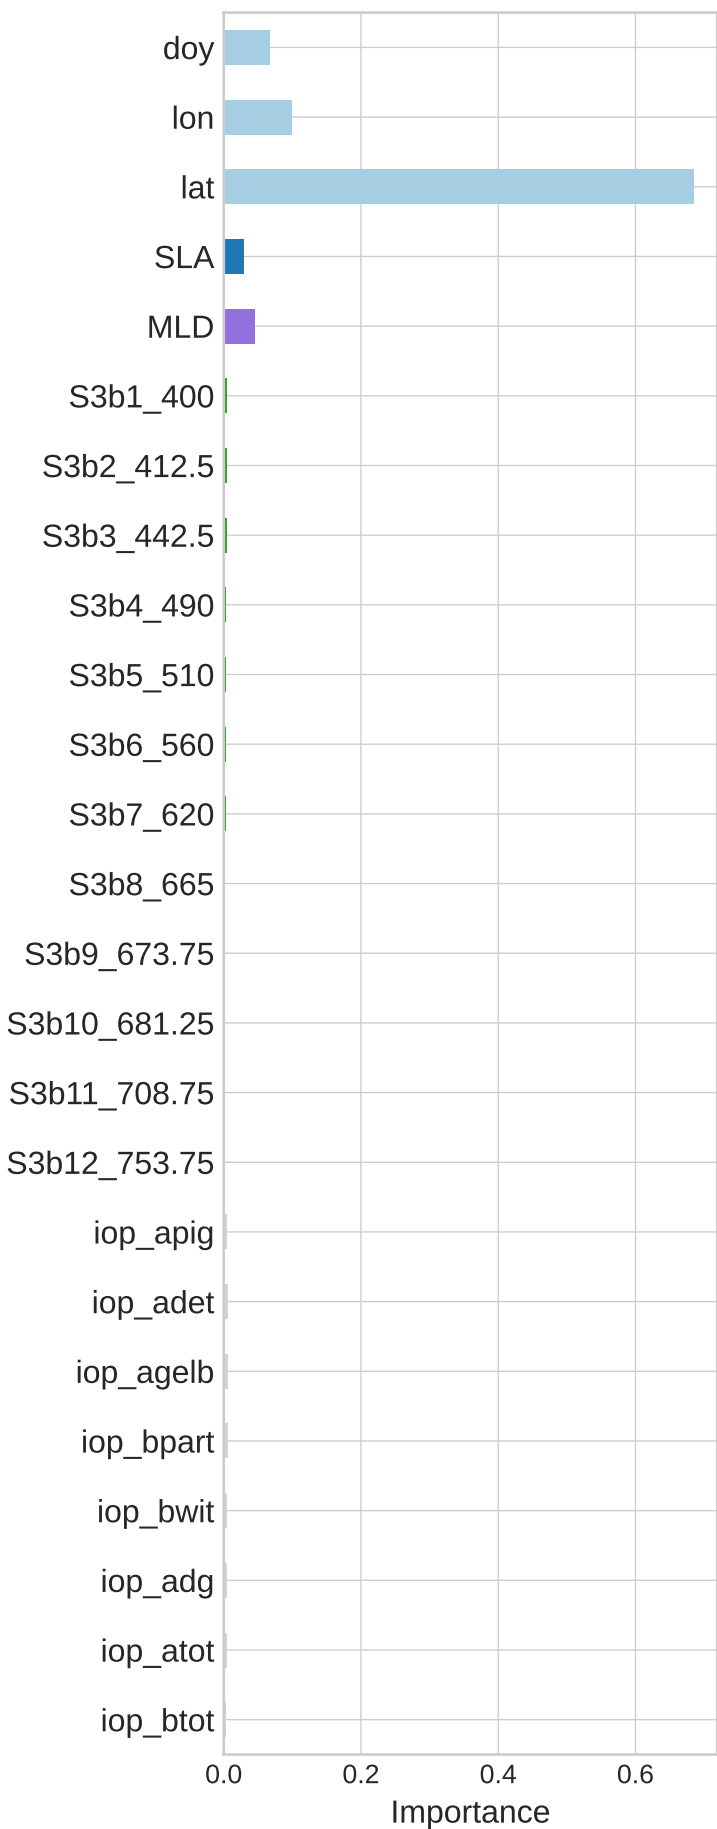 doy
lon
lat
SLA
MLD
S3b1_400
S3b2_412.5
S3b3_442.5
S3b4_490
S3b5_510
S3b6_560
S3b7_620
S3b8_665
S3b9_673.75
S3b10_681.25
S3b11_708.75
S3b12_753.75
iop_apig
iop_adet
iop_agelb
iop_bpart
iop_bwit
iop_adg
iop_atot
iop_btot
0.0 0.2 0.4 0.6
Importance